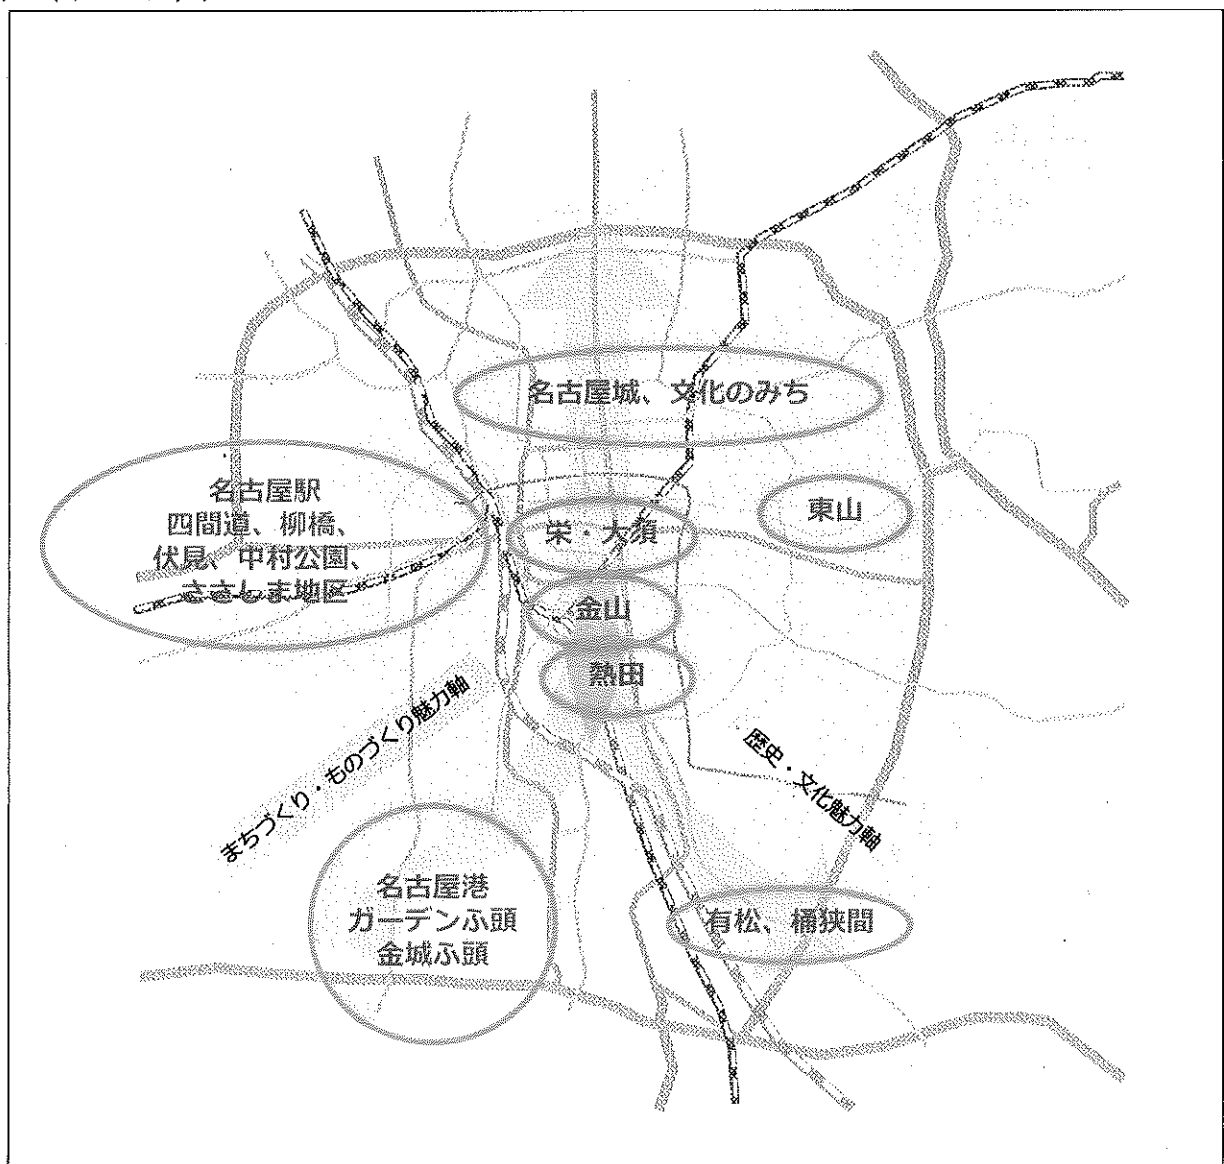 名古屋城、文化のみち
名古屋駅
四間道、柳橋、
伏見、中村公園、
ささしま地区
栄・大須
東山
金山
熱田
まちづくり・ものづくり魅力軸
歴史・文化魅力軸
名古屋港
ガーデンふ頭
金城ふ頭
有松、桶狭間